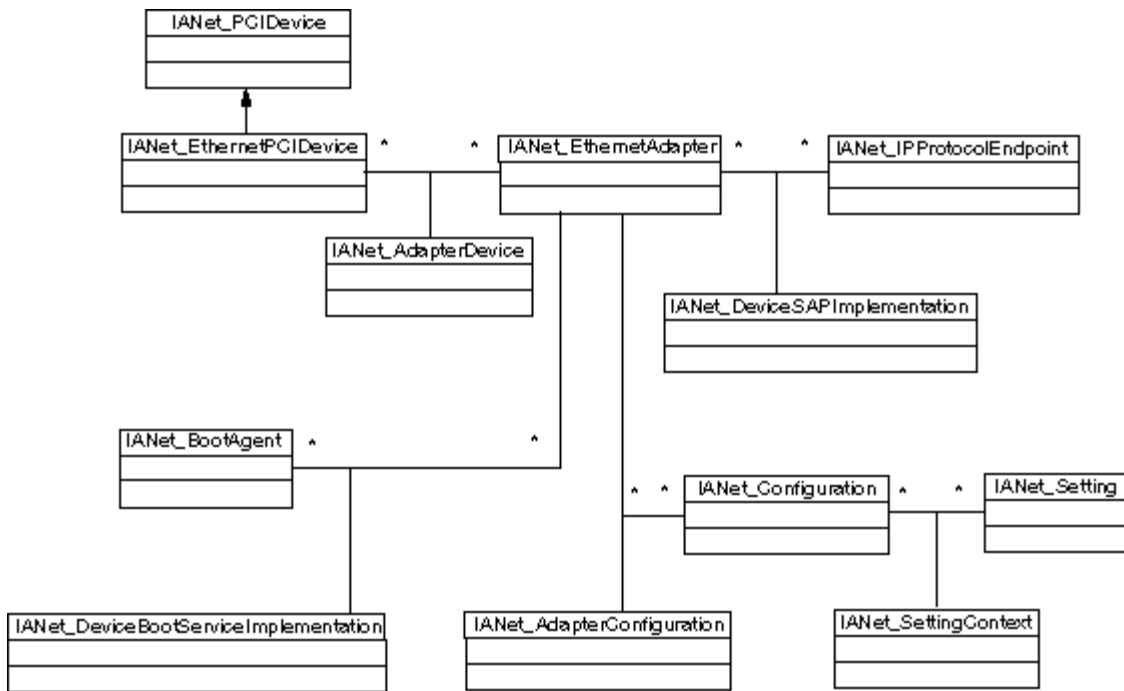 IANet_PCIDevice
IANet_EthernetPCIDevice
*
*
IANet_EthernetAdapter
*
*
IANet_IPProtocolEndpoint
IANet_AdapterDevice
IANet_DeviceSAPImplementation
IANet_BootAgent
*
*
IANet_Configuration
*
*
*
*
IANet_Setting
IANet_DeviceBootServiceImplementation
IANet_AdapterConfiguration
IANet_SettingContext